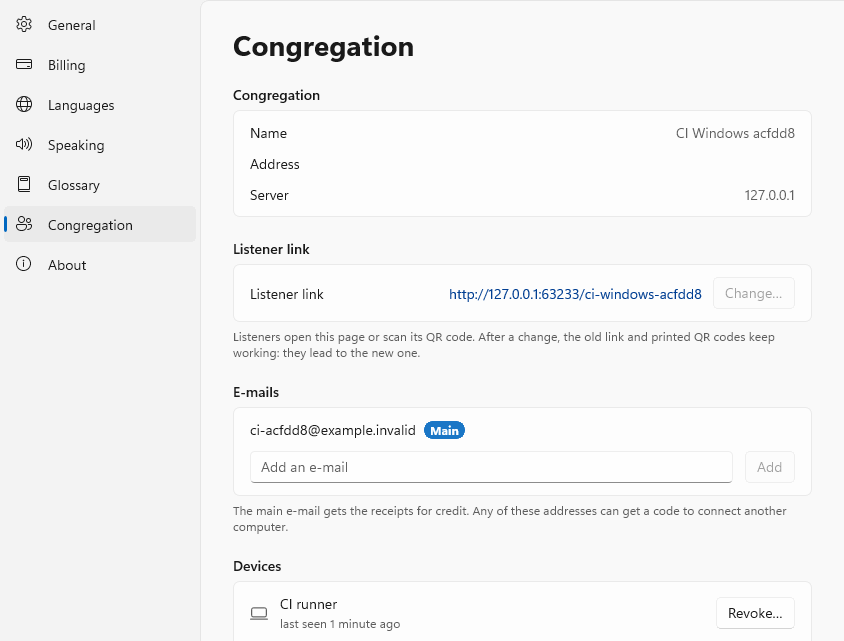 General
Billing
Languages
Speaking
Glossary
Congregation
About
Congregation
Congregation
Name
CI Windows acfdd8
Address
Server
127.0.0.1
Listener link
Listener link
http://127.0.0.1:63233/ci-windows-acfdd8
Change...
Listeners open this page or scan its QR code. After a change, the old link and printed QR codes keep
working: they lead to the new one.
E-mails
ci-acfdd8@example.invalid
Main
Add an e-mail
Add
The main e-mail gets the receipts for credit. Any of these addresses can get a code to connect another
computer.
Devices
CI runner
last seen 1 minute ago
Revoke...